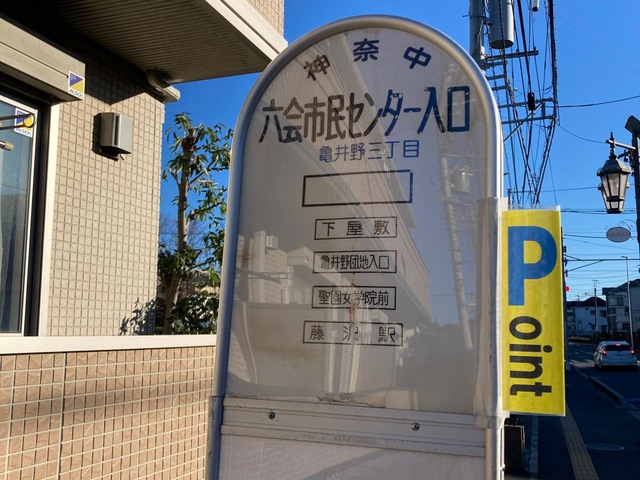 神奈中
六会市民センター入口
亀井野三丁目
下屋敷
亀井野団地入口
聖園女学院前
藤沢駅
Point